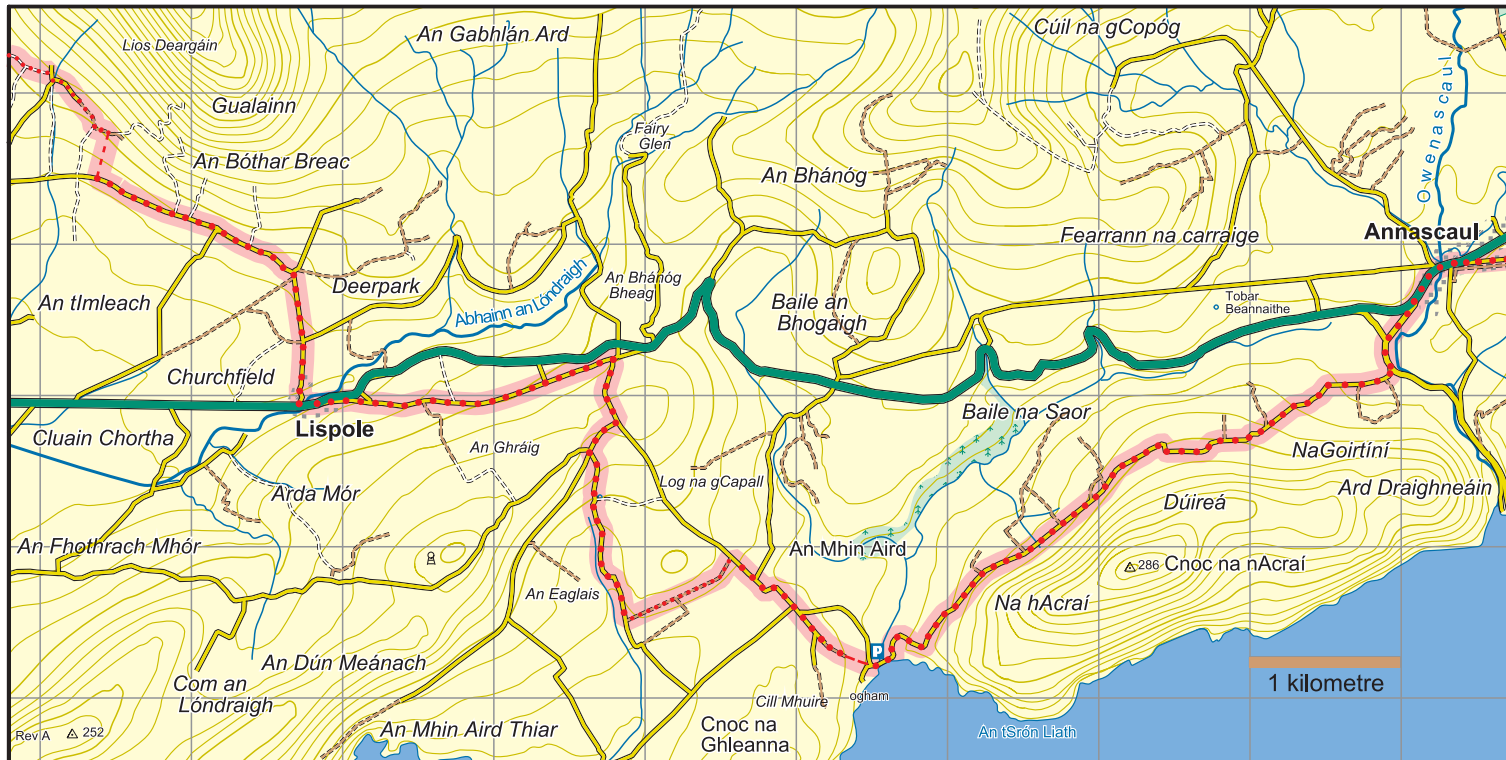 Lios Deargáin
An Gabhlán Ard
Cúil na gCopóg
Gualainn
Owenascaul
Fairy
Glen
An Bóthar Breac
An Bhánóg
Fearrann na carraige
Annascaul
An tImleach
Deerpark
Abhainn an Lóndraigh
An Bhánóg
Bheag
Baile an
Bhogaigh
Tobar
Beannaithe
Churchfield
Lispole
Cluain Chortha
An Ghráig
Baile na Saor
NaGoirtíní
Log na gCapall
Ard Draighneáin
Arda Mór
Dúireá
An Fhothrach Mhór
An Mhin Aird
286 Cnoc na nAcraí
An Eaglais
Na hAcraí
P
An Dún Meánach
Com an
Lóndraigh
1 kilometre
Cill Mhuire
ogham
Rev A
252
An Mhin Aird Thiar
Cnoc na
Ghleanna
An tSrón Liath